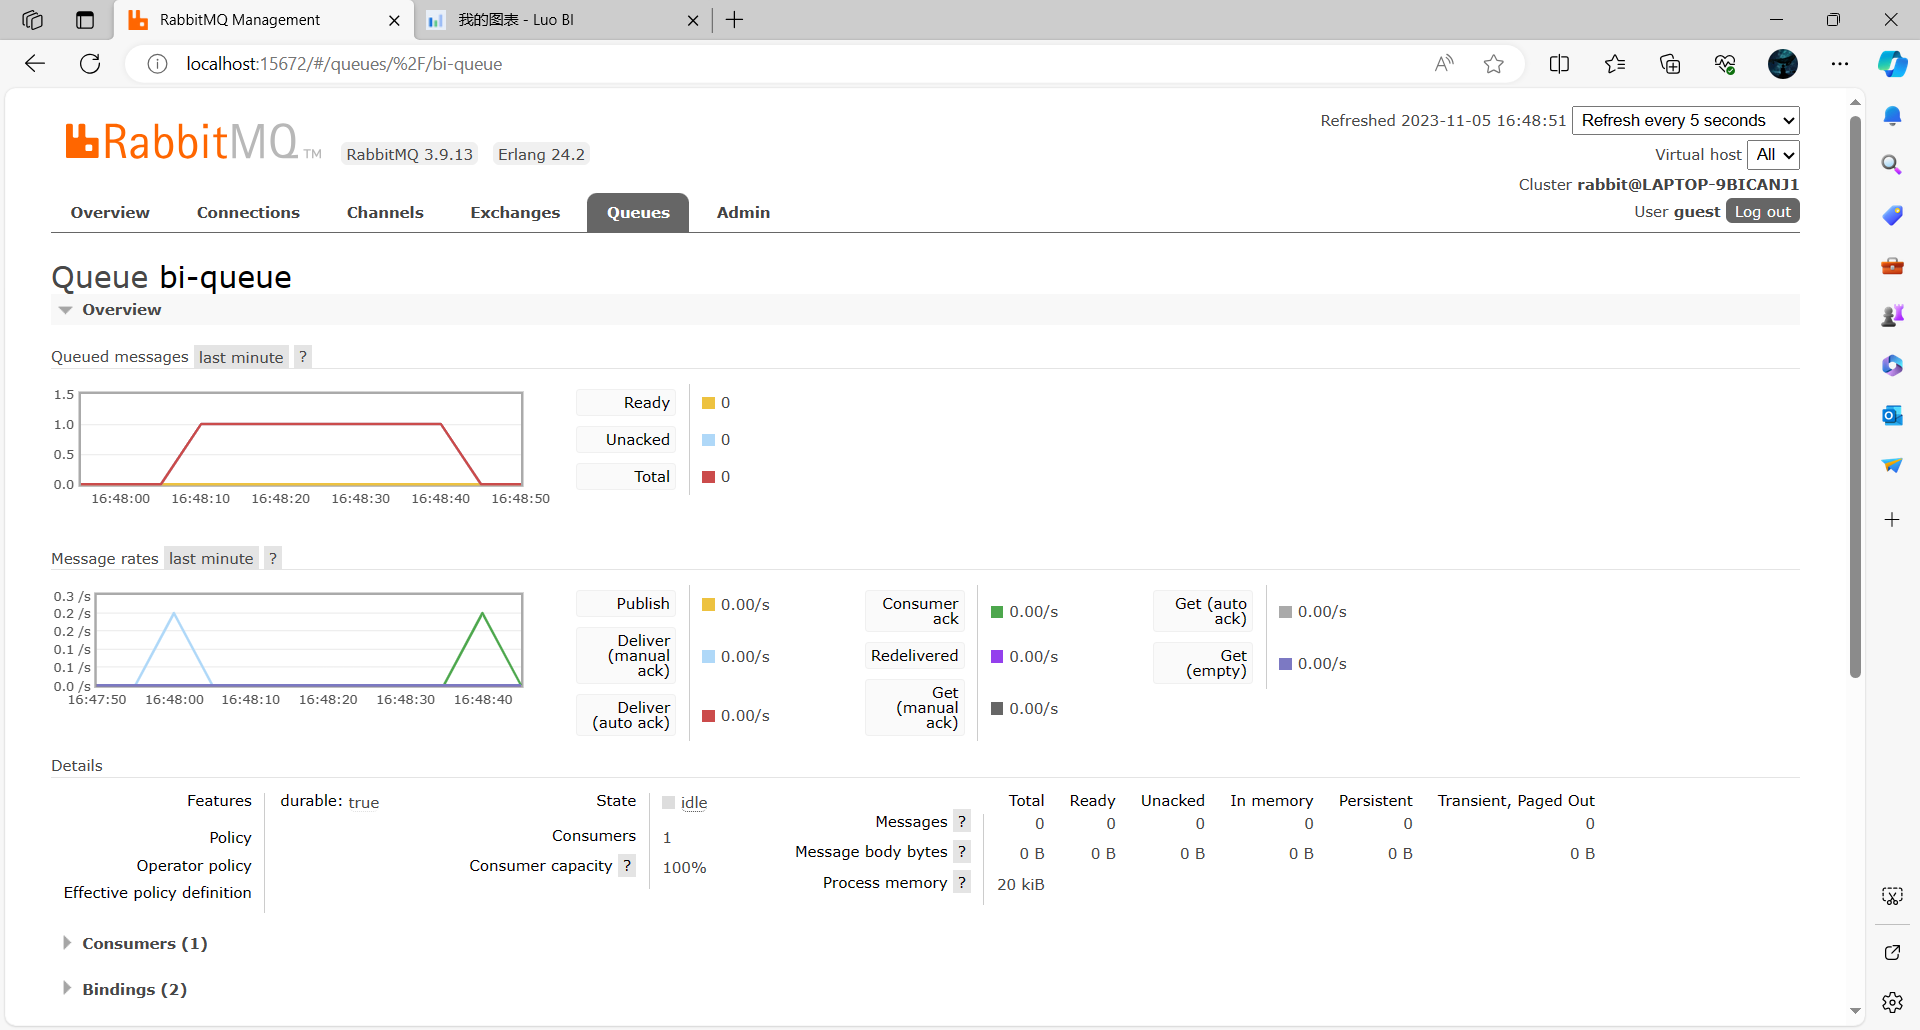 RabbitMQ Management
我的图表 - Luo BI
localhost:15672/#/queues/%2F/bi-queue
RabbitMQ TM
RabbitMQ 3.9.13
Erlang 24.2
Refreshed 2023-11-05 16:48:51
Refresh every 5 seconds
Virtual host
All
Cluster rabbit@LAPTOP-9BICANJ1
User guest
Log out
Overview
Connections
Channels
Exchanges
Queues
Admin
Queue bi-queue
Overview
Queued messages last minute ?
1.5
1.0
0.5
0.0
16:48:00 16:48:10 16:48:20 16:48:30 16:48:40 16:48:50
Ready 0
Unacked 0
Total 0
Message rates last minute ?
0.3 /s
0.2 /s
0.2 /s
0.1 /s
0.1 /s
0.0 /s
16:47:50 16:48:00 16:48:10 16:48:20 16:48:30 16:48:40
Publish 0.00/s
Deliver
(manual
ack)
0.00/s
Deliver
(auto ack)
0.00/s
Consumer
ack
0.00/s
Redelivered 0.00/s
Get
(manual
ack)
0.00/s
Get (auto
ack)
0.00/s
Get
(empty)
0.00/s
Details
Features durable: true
Policy
Operator policy
Effective policy definition
State idle
Consumers 1
Consumer capacity ? 100%
Total Ready Unacked In memory Persistent Transient, Paged Out
Messages ? 0 0 0 0 0 0
Message body bytes ? 0 B 0 B 0 B 0 B 0 B 0 B
Process memory ? 20 kiB
Consumers (1)
Bindings (2)